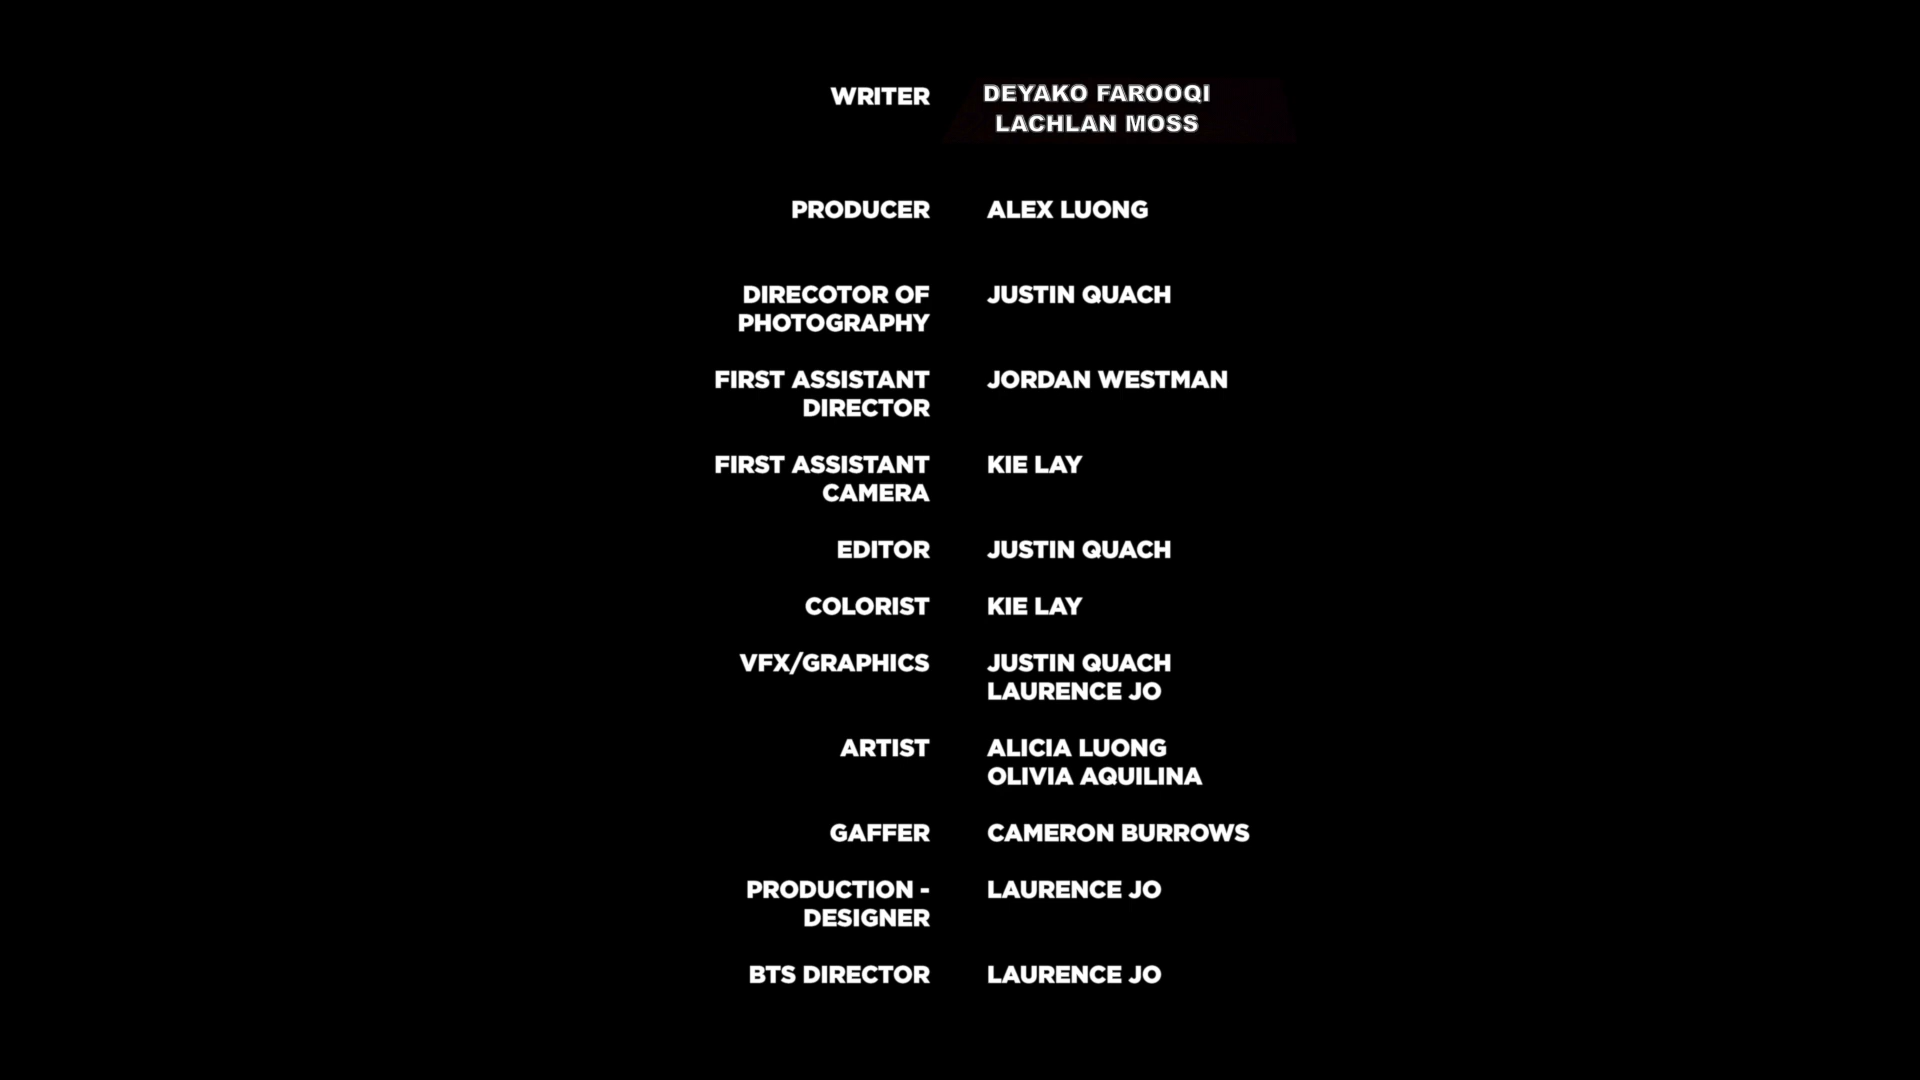 WRITER DEYAKO FAROOQI
LACHLAN MOSS
PRODUCER ALEX LUONG
DIRECOTOR OF JUSTIN QUACH
PHOTOGRAPHY
FIRST ASSISTANT JORDAN WESTMAN
DIRECTOR
FIRST ASSISTANT KIE LAY
CAMERA
EDITOR JUSTIN QUACH
COLORIST KIE LAY
VFX/GRAPHICS JUSTIN QUACH
LAURENCE JO
ARTIST ALICIA LUONG
OLIVIA AQUILINA
GAFFER CAMERON BURROWS
PRODUCTION - LAURENCE JO
DESIGNER
BTS DIRECTOR LAURENCE JO